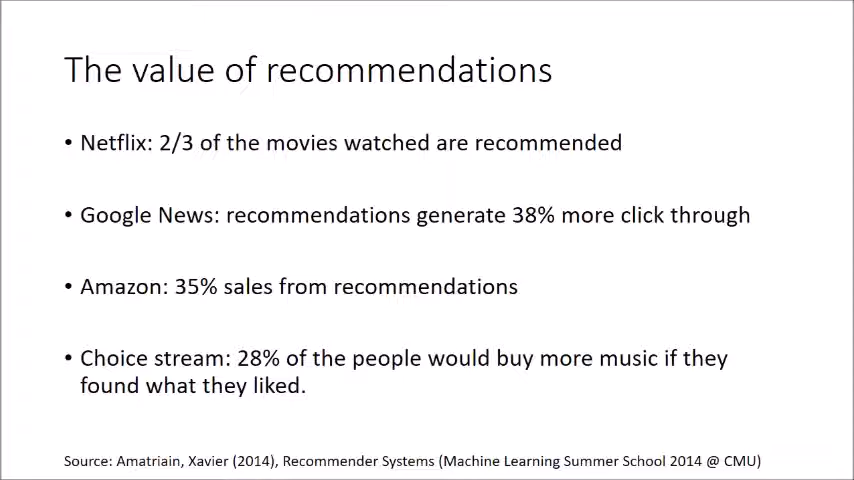 The value of recommendations
• Netflix: 2/3 of the movies watched are recommended
• Google News: recommendations generate 38% more click through
• Amazon: 35% sales from recommendations
• Choice stream: 28% of the people would buy more music if they
found what they liked.
Source: Amatriain, Xavier (2014), Recommender Systems (Machine Learning Summer School 2014 @ CMU)